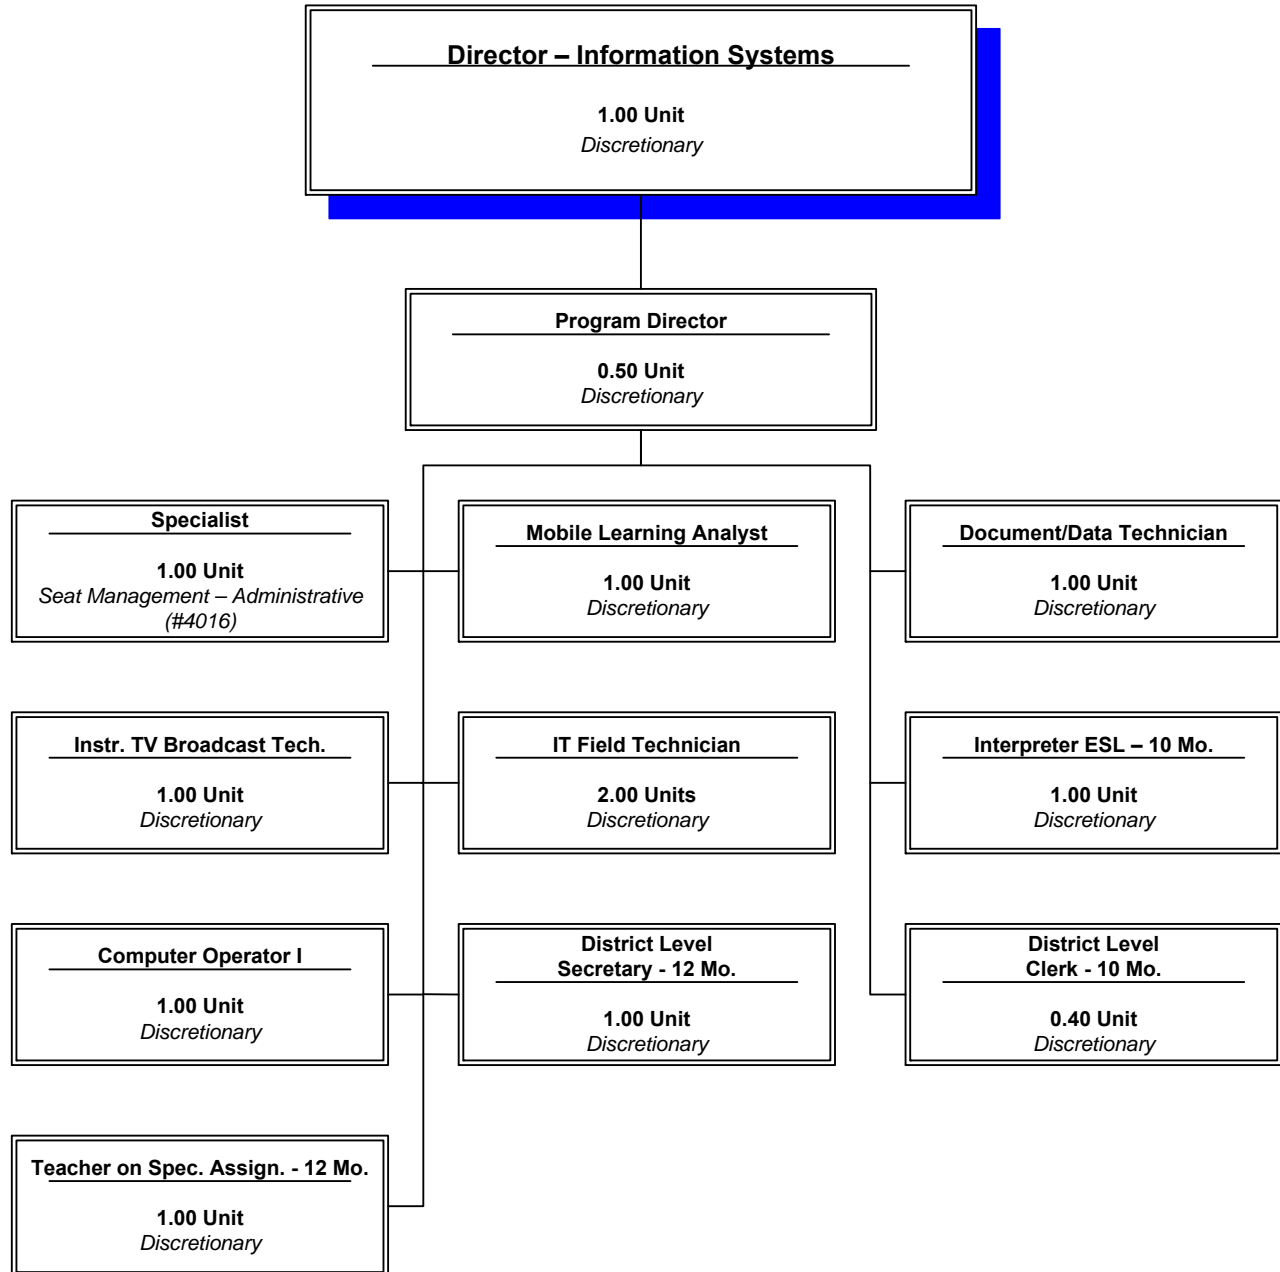 Director – Information Systems
1.00 Unit
Discretionary
Program Director
0.50 Unit
Discretionary
Specialist
1.00 Unit
Seat Management – Administrative
(#4016)
Mobile Learning Analyst
1.00 Unit
Discretionary
Document/Data Technician
1.00 Unit
Discretionary
Instr. TV Broadcast Tech.
1.00 Unit
Discretionary
IT Field Technician
2.00 Units
Discretionary
Interpreter ESL – 10 Mo.
1.00 Unit
Discretionary
Computer Operator I
1.00 Unit
Discretionary
District Level
Secretary - 12 Mo.
1.00 Unit
Discretionary
District Level
Clerk - 10 Mo.
0.40 Unit
Discretionary
Teacher on Spec. Assign. - 12 Mo.
1.00 Unit
Discretionary